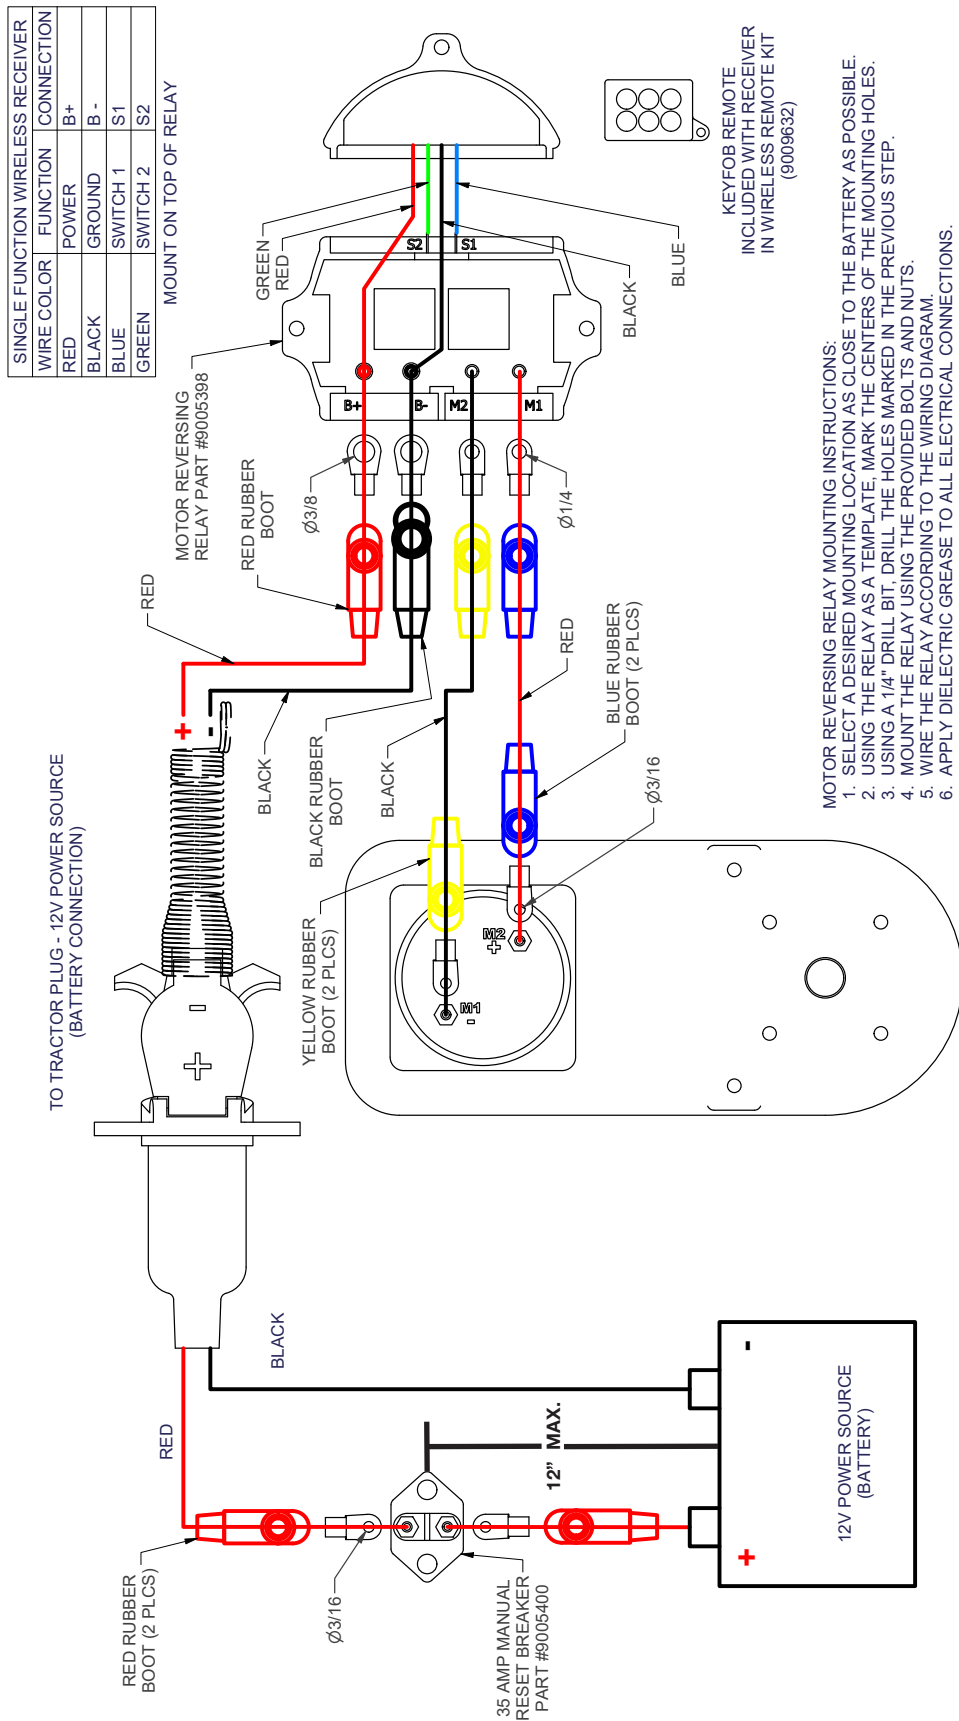 SINGLE FUNCTION WIRELESS RECEIVER
WIRE COLOR FUNCTION CONNECTION
RED POWER B+
BLACK GROUND B -
BLUE SWITCH 1 S1
GREEN SWITCH 2 S2
MOUNT ON TOP OF RELAY
TO TRACTOR PLUG - 12V POWER SOURCE
(BATTERY CONNECTION)
+
-
RED
BLACK
MOTOR REVERSING
RELAY PART #9005398
GREEN
RED
S2
S1
BLACK
BLUE
B+
B-
M2
M1
Ø3/8
Ø1/4
RED RUBBER
BOOT
BLACK RUBBER
BOOT
BLACK
RED
BLUE RUBBER
BOOT (2 PLCS)
YELLOW RUBBER
BOOT (2 PLCS)
Ø3/16
M2
+
M1
-
-
+
KEYFOB REMOTE
INCLUDED WITH RECEIVER
IN WIRELESS REMOTE KIT
(9009632)
RED
BLACK
RED RUBBER
BOOT (2 PLCS)
Ø3/16
35 AMP MANUAL
RESET BREAKER
PART #9005400
12" MAX.
+
-
12V POWER SOURCE
(BATTERY)
MOTOR REVERSING RELAY MOUNTING INSTRUCTIONS:
1. SELECT A DESIRED MOUNTING LOCATION AS CLOSE TO THE BATTERY AS POSSIBLE.
2. USING THE RELAY AS A TEMPLATE, MARK THE CENTERS OF THE MOUNTING HOLES.
3. USING A 1/4" DRILL BIT, DRILL THE HOLES MARKED IN THE PREVIOUS STEP.
4. MOUNT THE RELAY USING THE PROVIDED BOLTS AND NUTS.
5. WIRE THE RELAY ACCORDING TO THE WIRING DIAGRAM.
6. APPLY DIELECTRIC GREASE TO ALL ELECTRICAL CONNECTIONS.